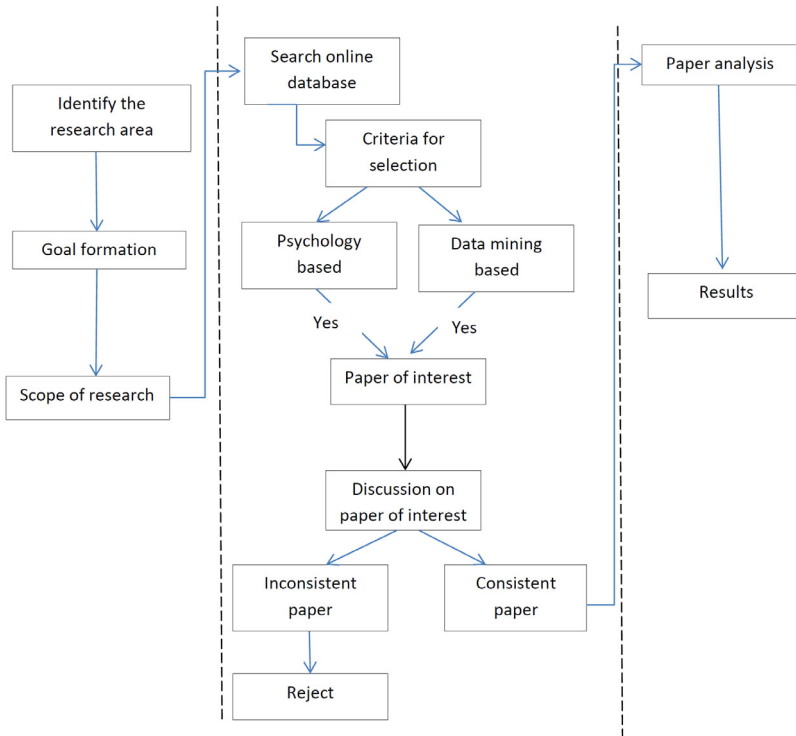 Identify the
research area
Goal formation
Scope of research
Search online
database
Criteria for
selection
Psychology
based
Data mining
based
Yes
Yes
Paper of interest
Discussion on
paper of interest
Inconsistent
paper
Consistent
paper
Reject
Paper analysis
Results